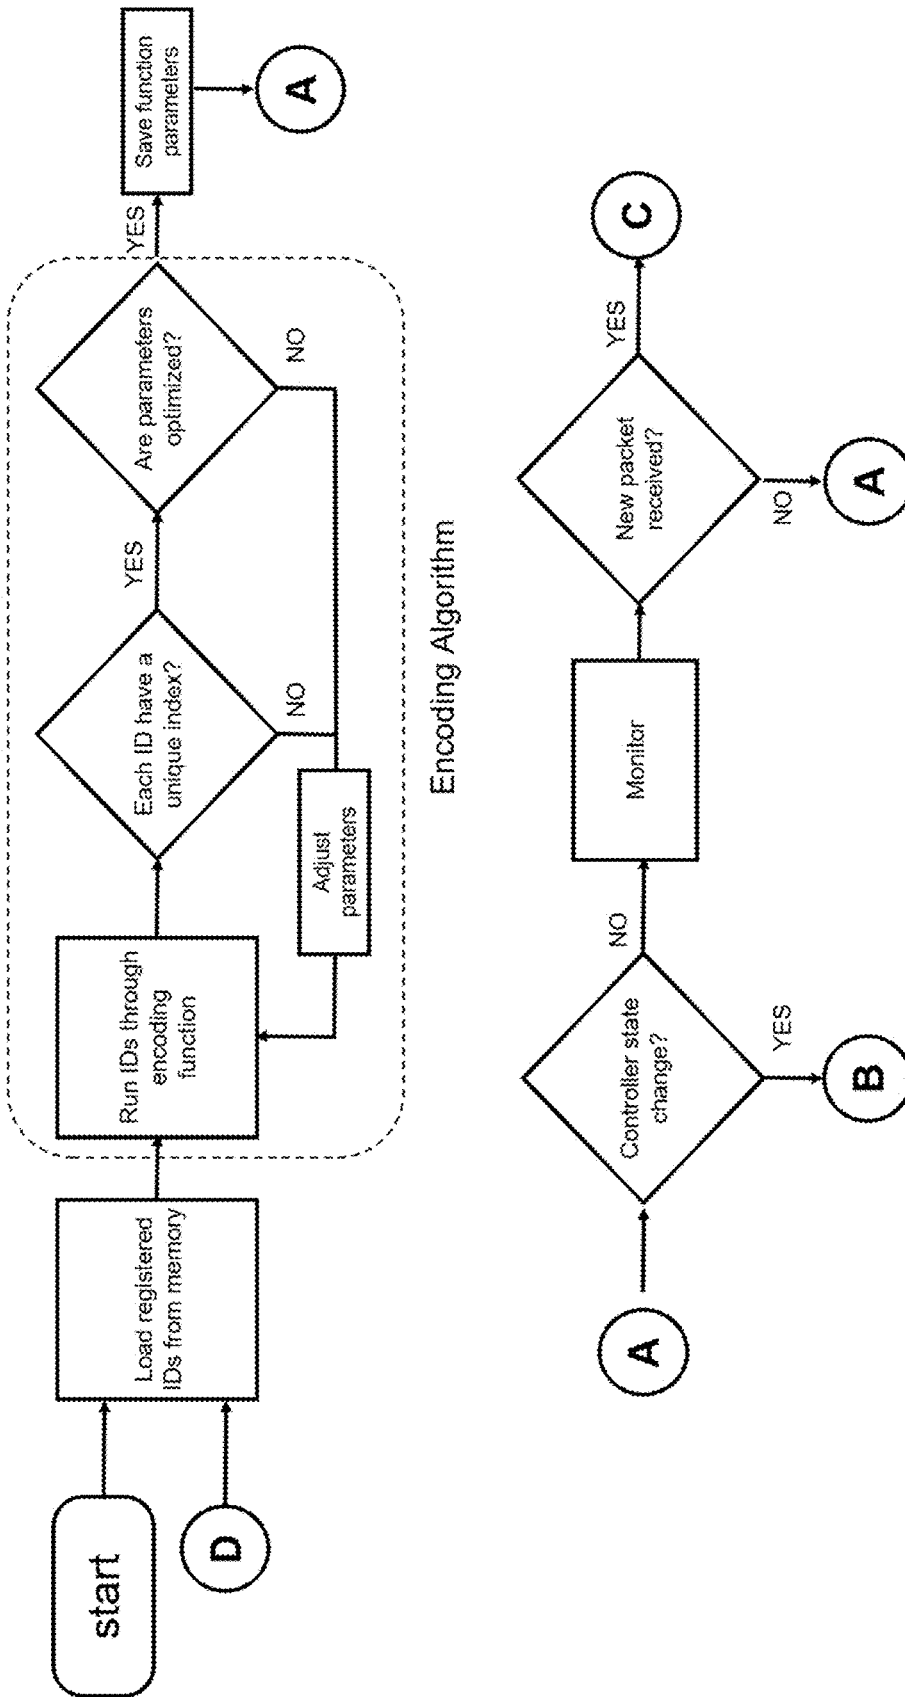 start
D
Load registered
IDs from memory
Run IDs through
encoding
function
Each ID have a
unique index?
YES
NO
Adjust
parameters
Are parameters
optimized?
YES
NO
Save function
parameters
A
Encoding Algorithm
A
Controller state
change?
NO
YES
B
Monitor
New packet
received?
YES
NO
C
A